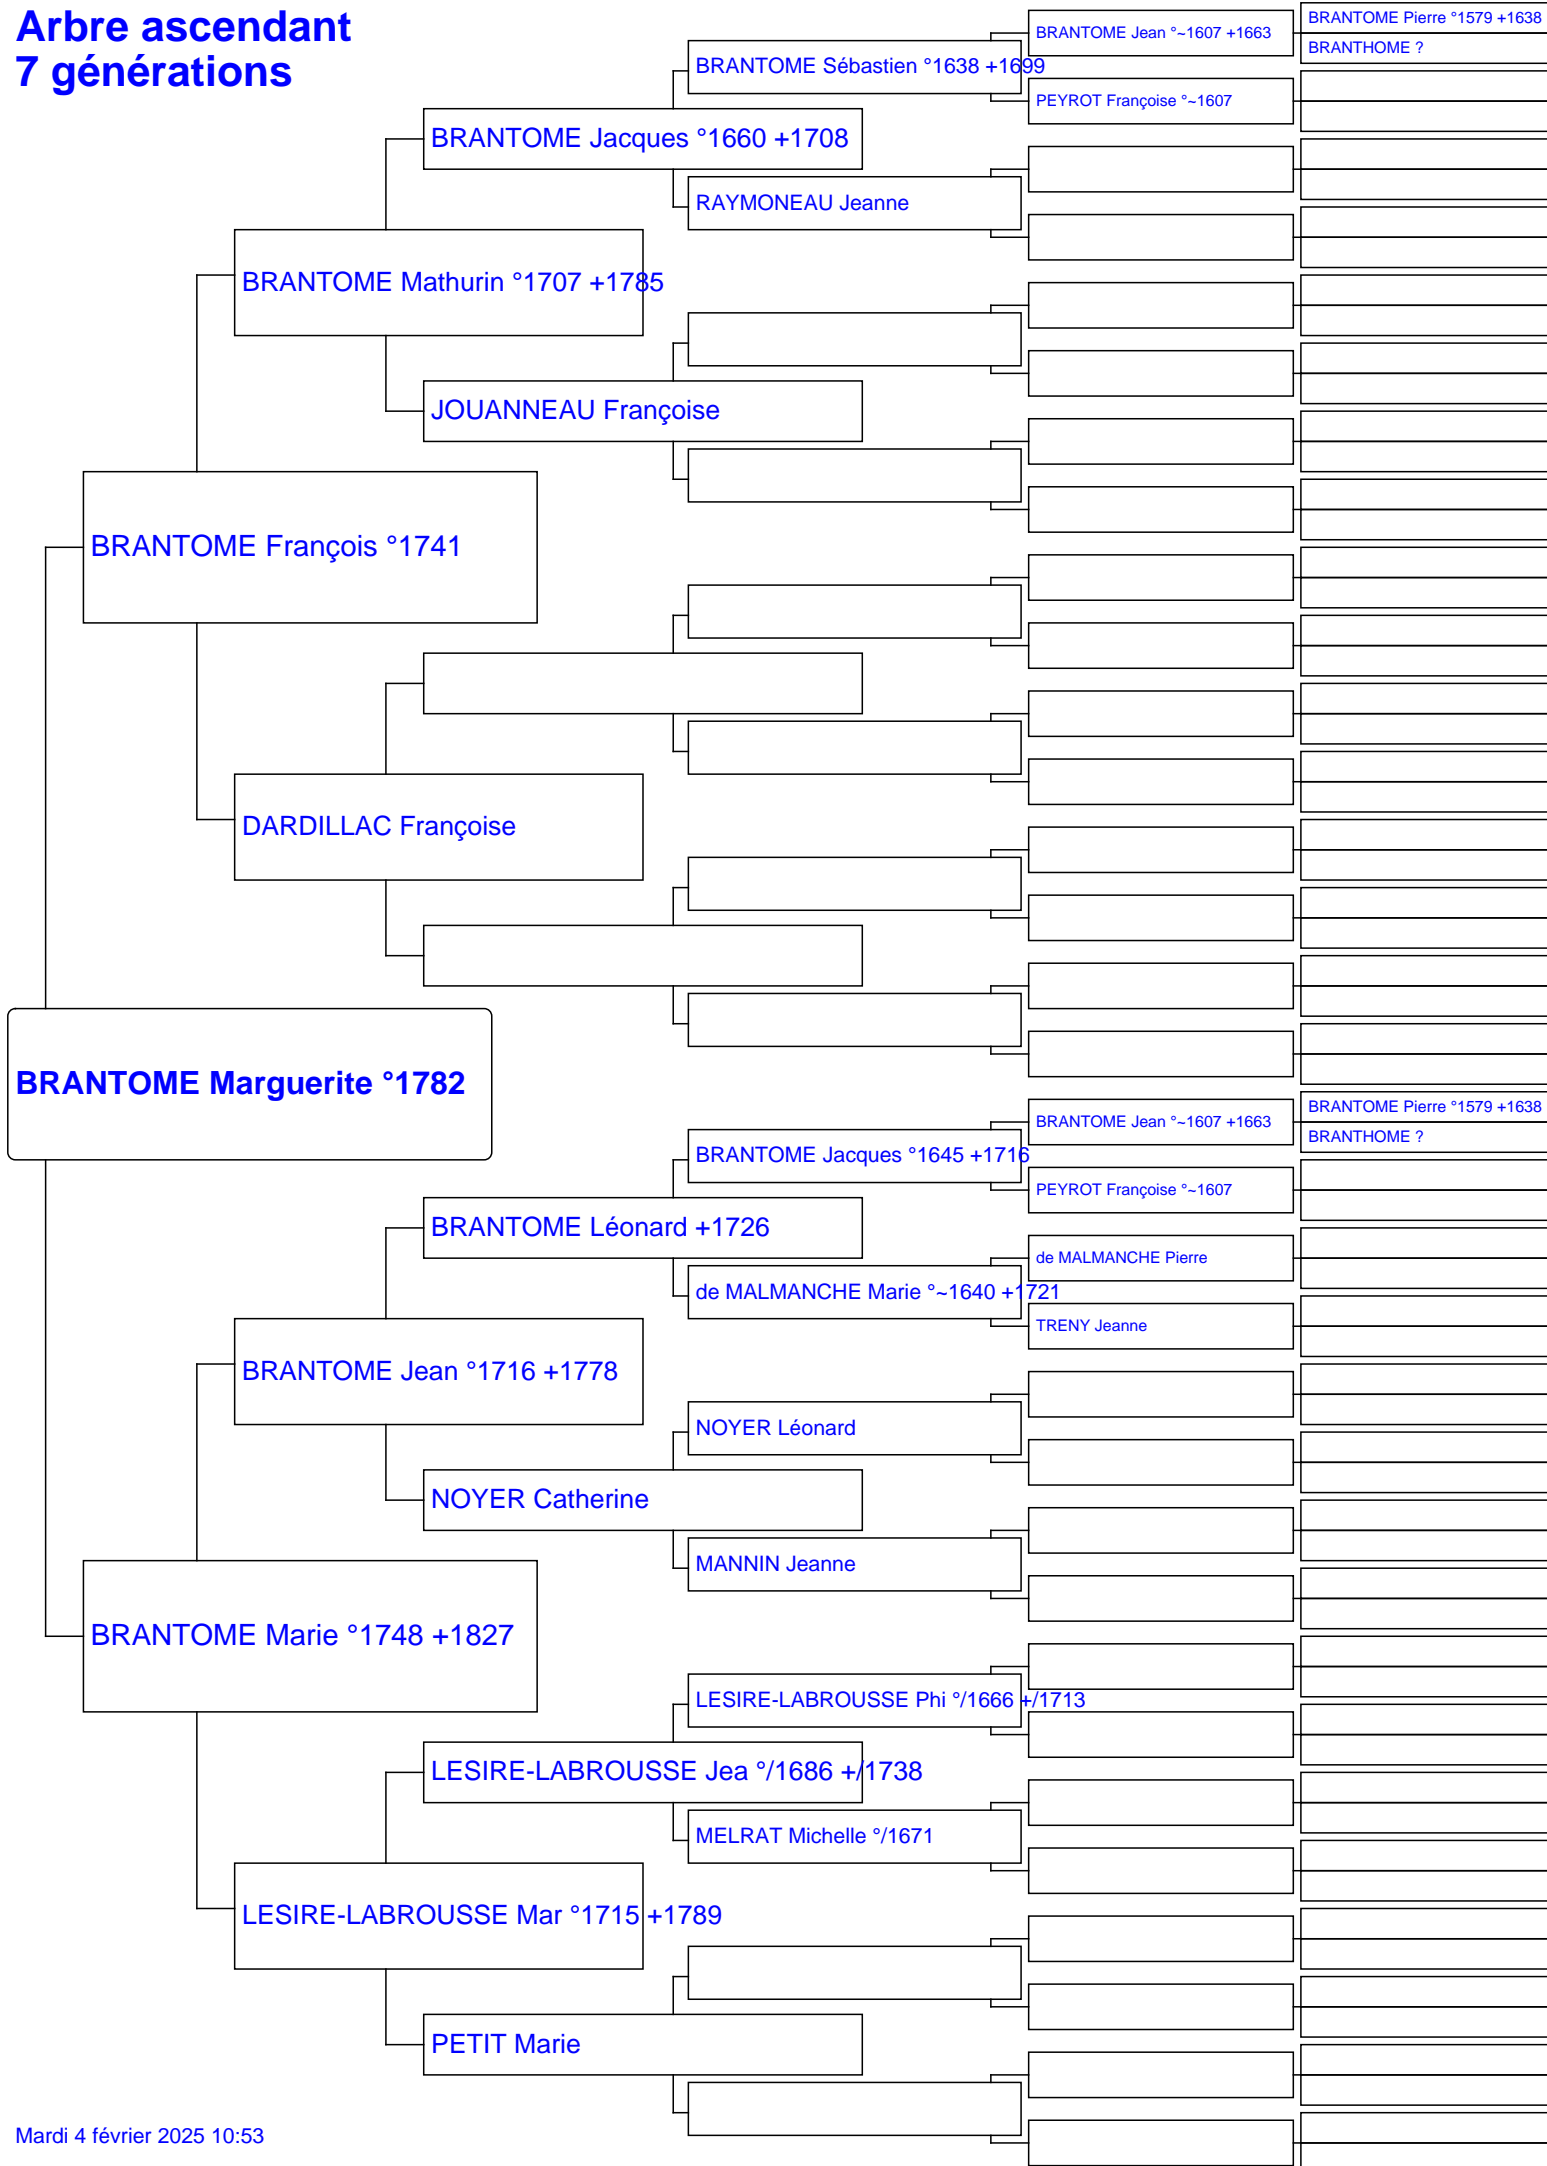 Arbre ascendant
7 générations
BRANTOME Pierre °1579 +1638
BRANTOME Jean °~1607 +1663
BRANTHOME ?
BRANTOME Sébastien °1638 +1699
PEYROT Françoise °~1607
BRANTOME Jacques °1660 +1708
RAYMONEAU Jeanne
BRANTOME Mathurin °1707 +1785
JOUANNEAU Françoise
BRANTOME François °1741
DARDILLAC Françoise
BRANTOME Marguerite °1782
BRANTOME Pierre °1579 +1638
BRANTOME Jean °~1607 +1663
BRANTHOME ?
BRANTOME Jacques °1645 +1716
PEYROT Françoise °~1607
BRANTOME Léonard +1726
de MALMANCHE Pierre
de MALMANCHE Marie °~1640 +1721
TRENY Jeanne
BRANTOME Jean °1716 +1778
NOYER Léonard
NOYER Catherine
MANNIN Jeanne
BRANTOME Marie °1748 +1827
LESIRE-LABROUSSE Phi °/1666 +/1713
LESIRE-LABROUSSE Jea °/1686 +/1738
MELRAT Michelle °/1671
LESIRE-LABROUSSE Mar °1715 +1789
PETIT Marie
Mardi 4 février 2025 10:53